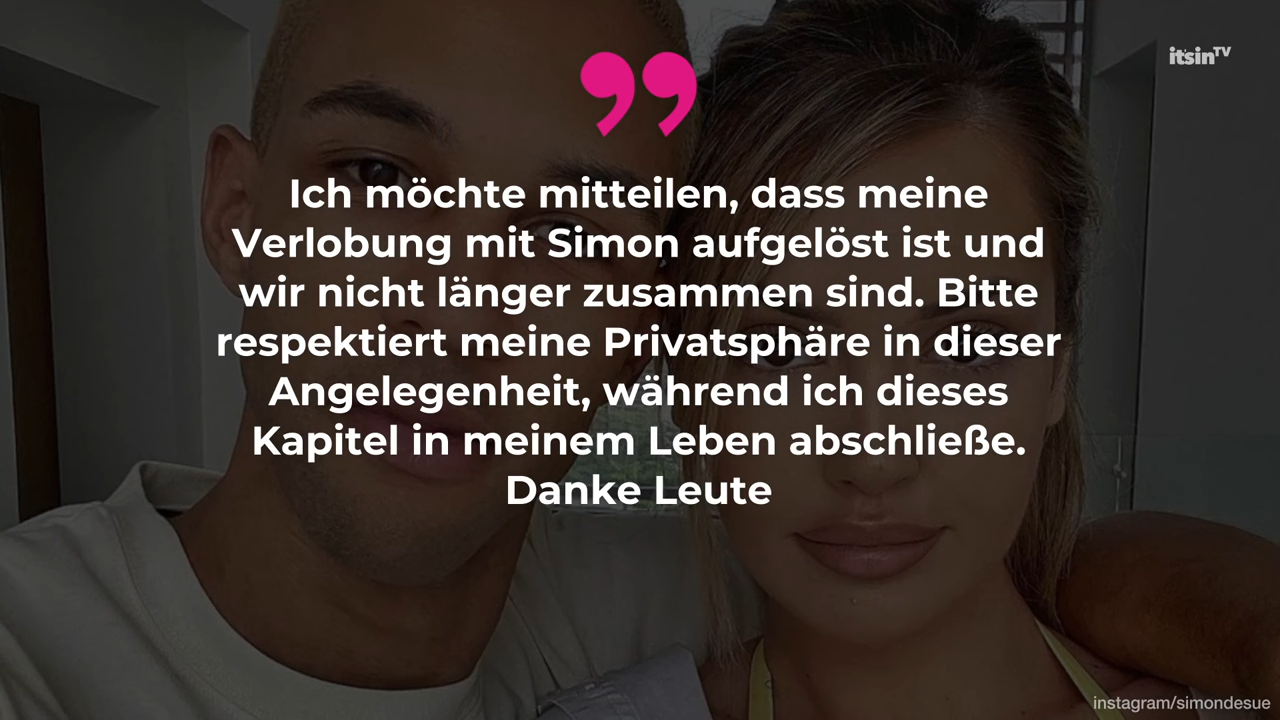 itsinTV
Ich möchte mitteilen, dass meine
Verlobung mit Simon aufgelöst ist und
wir nicht länger zusammen sind. Bitte
respektiert meine Privatsphäre in dieser
Angelegenheit, während ich dieses
Kapitel in meinem Leben abschließe.
Danke Leute
instagram/simondesue